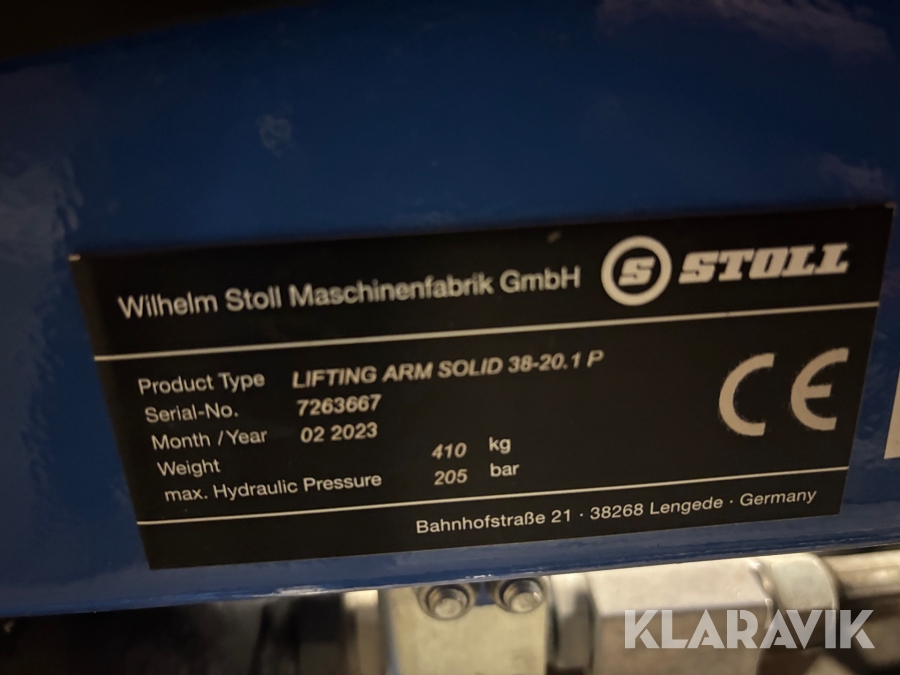 Wilhelm Stoll Maschinenfabrik GmbH S STOLL
Product Type LIFTING ARM SOLID 38-20.1 P
Serial-No. 7263667
Month /Year 02 2023
Weight 410 kg
max. Hydraulic Pressure 205 bar
CE
Bahnhofstraße 21 · 38268 Lengede · Germany
KLARAVIK